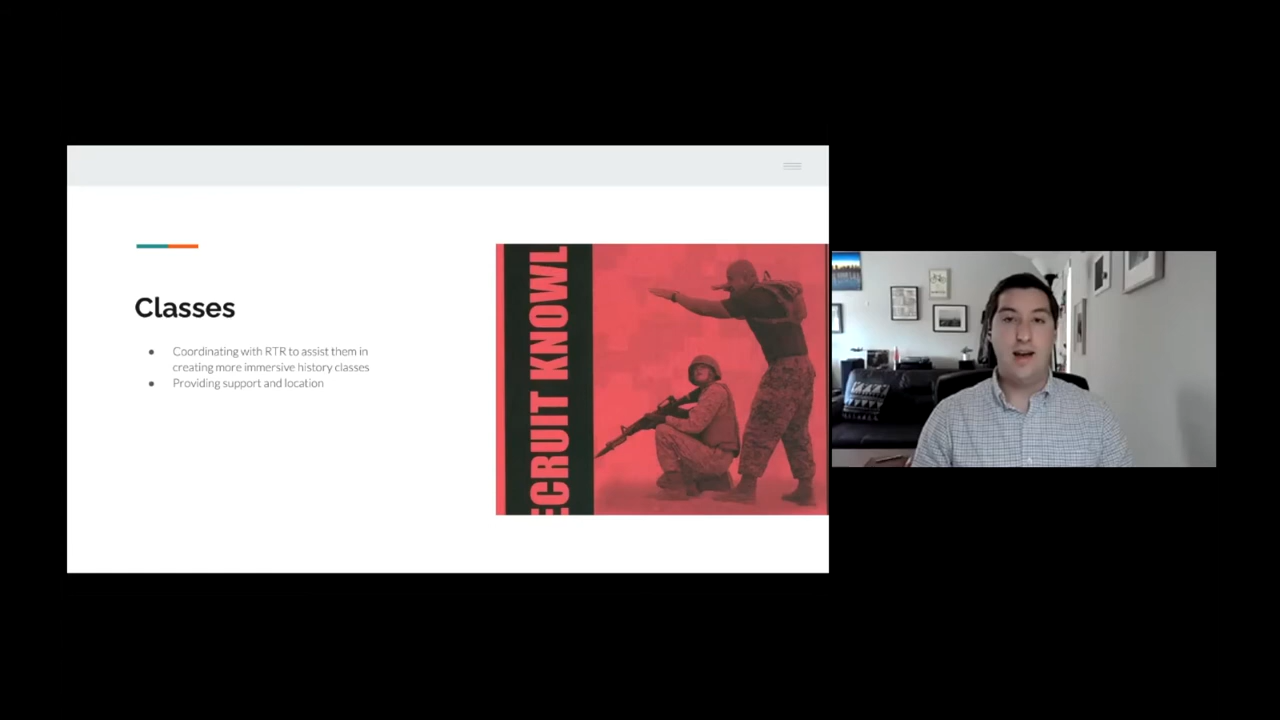 Classes
● Coordinating with RTR to assist them in
creating more immersive history classes
● Providing support and location
ECRUIT KNOWL